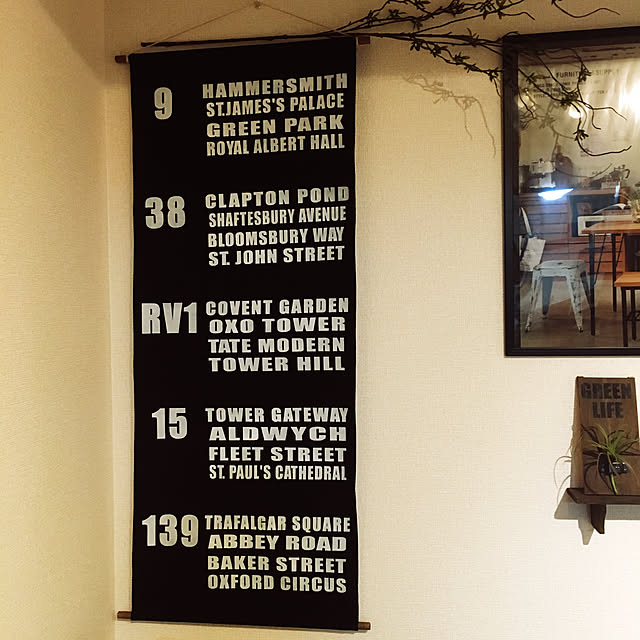 9
HAMMERSMITH
ST.JAMES'S PALACE
GREEN PARK
ROYAL ALBERT HALL
38
CLAPTON POND
SHAFTESBURY AVENUE
BLOOMSBURY WAY
ST. JOHN STREET
RV1
COVENT GARDEN
OXO TOWER
TATE MODERN
TOWER HILL
15
TOWER GATEWAY
ALDWYCH
FLEET STREET
ST. PAUL'S CATHEDRAL
139
TRAFALGAR SQUARE
ABBEY ROAD
BAKER STREET
OXFORD CIRCUS
GREEN
LIFE